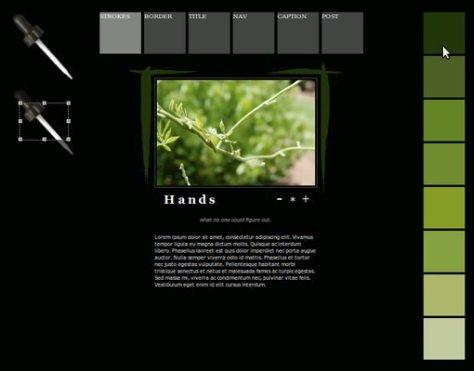 STROKES BORDER TITLE NAV CAPTION POST
Hands - * +
what no one could figure out.
Lorem ipsum dolor sit amet, consectetur adipiscing elit. Vivamus
tempor ligula eu magna dictum mollis. Quisque ac interdum
libero. Phasellus laoreet est quis dolor imperdiet nec porta augue
auctor. Nulla semper viverra odio id mattis. Phasellus et tortor
nec justo egestas vulputate. Pellentesque habitant morbi
tristique senectus et netus et malesuada fames ac turpis egestas.
Sed massa mi, viverra ac condimentum nec, pulvinar vitae felis.
Vestibulum eget enim id elit cursus interdum.